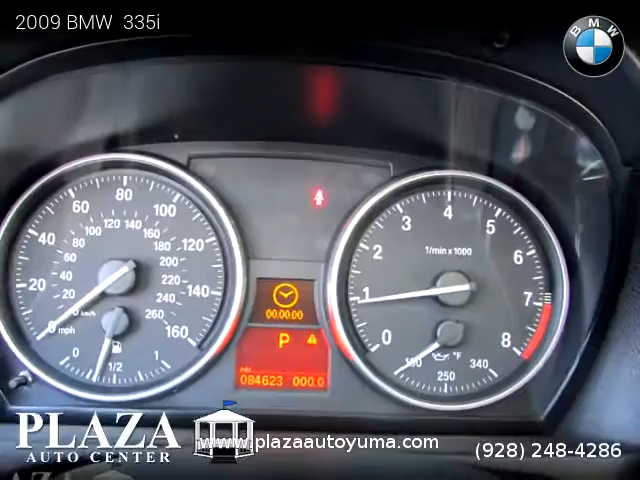 2009 BMW 335i
BMW
20 40 60 80 100 120 140 160
0 mph
20 40 60 80 100 120 140 160 180 200 220 240 260
km/h
0 1/2 1
00:00:00
P
084623 000.0
0 1 2 3 4 5 6 7 8
1/min x 1000
°F
250 340
PLAZA
AUTO CENTER
www.plazaautoyuma.com
(928) 248-4286